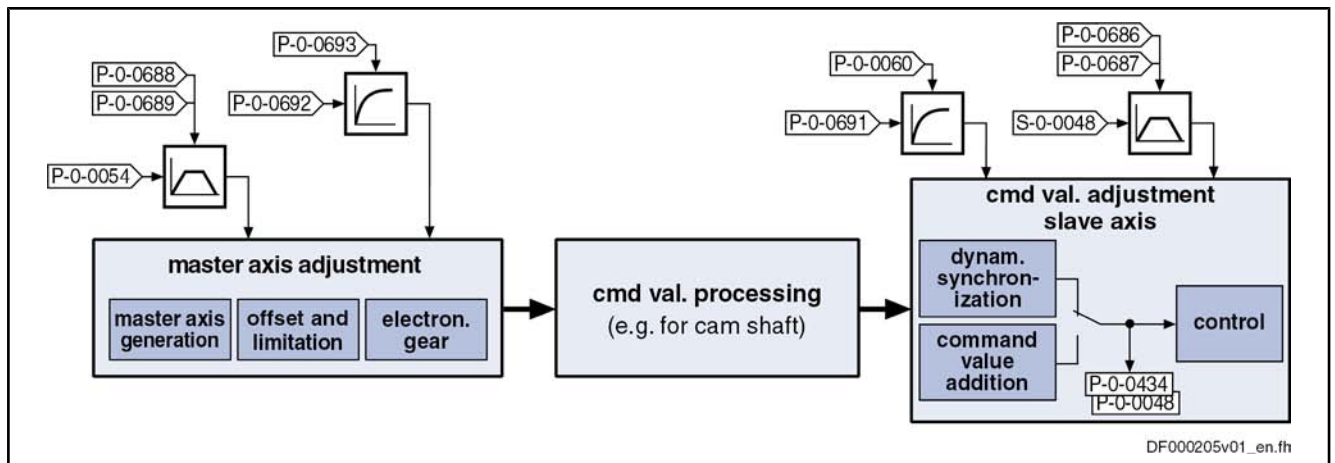 P-0-0693
P-0-0686
P-0-0688
P-0-0060
P-0-0687
P-0-0689
P-0-0692
P-0-0691
S-0-0048
P-0-0054
master axis adjustment
master axis
generation
offset and
limitation
electron.
gear
cmd val. processing
(e.g. for cam shaft)
cmd val. adjustment
slave axis
dynam.
synchron-
ization
command
value
addition
control
P-0-0434
P-0-0048
DF000205v01_en.fh